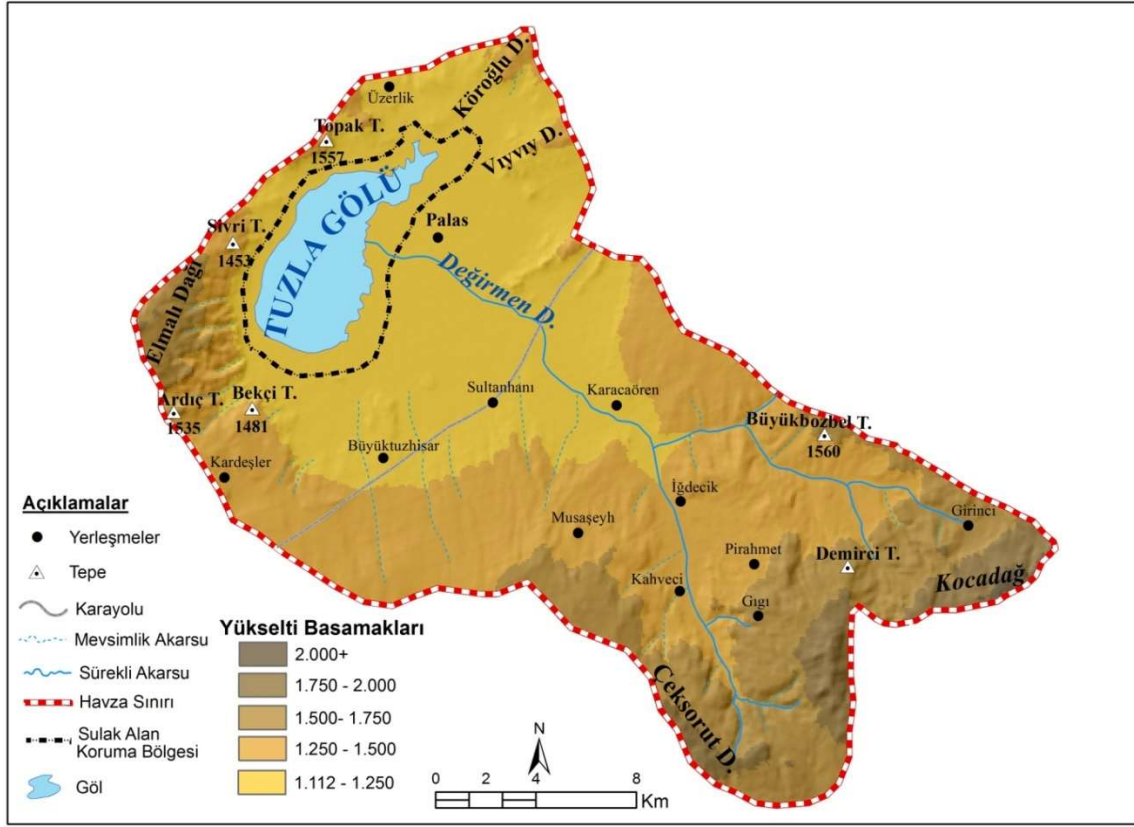 Köroğlu D.
Üzerlik
Topak T.
1557
Vıyvıy D.
TUZLA GÖLÜ
Palas
Sivri T.
1453
Değirmen D.
Elmalı Dağı
Ardıç T.
1535
Bekçi T.
1481
Sultanhanı
Karacaören
Büyükbozbel T.
1560
Büyüktuzhisar
Kardeşler
İğdecik
Girinci
Musaşeyh
Pirahmet
Demirci T.
Kocadağ
Kahveci
Gıgı
Çeksorut D.
Açıklamalar
Yerleşmeler
Tepe
Karayolu
Mevsimlik Akarsu
Sürekli Akarsu
Havza Sınırı
Sulak Alan
Koruma Bölgesi
Göl
Yükselti Basamakları
2.000+
1.750 - 2.000
1.500- 1.750
1.250 - 1.500
1.112 - 1.250
N
0 2 4 8
Km